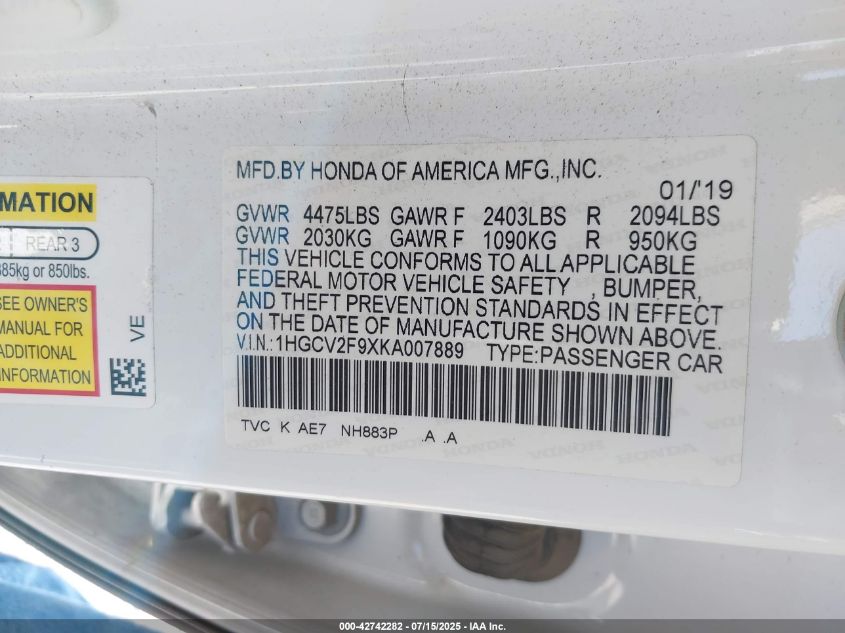 MFD.BY HONDA OF AMERICA MFG.,INC.
01/'19
GVWR 4475LBS GAWR F 2403LBS R 2094LBS
GVWR 2030KG GAWR F 1090KG R 950KG
THIS VEHICLE CONFORMS TO ALL APPLICABLE
FEDERAL MOTOR VEHICLE SAFETY , BUMPER,
AND THEFT PREVENTION STANDARDS IN EFFECT
ON THE DATE OF MANUFACTURE SHOWN ABOVE.
V.I.N.:1HGCV2F9XKA007889 TYPE:PASSENGER CAR
TVC K AE7 NH883P .A .A
REAR 3
or 850lbs.
SEE OWNER'S
MANUAL FOR
ADDITIONAL
INFORMATION
VE
000-42742282 - 07/15/2025 - IAA Inc.